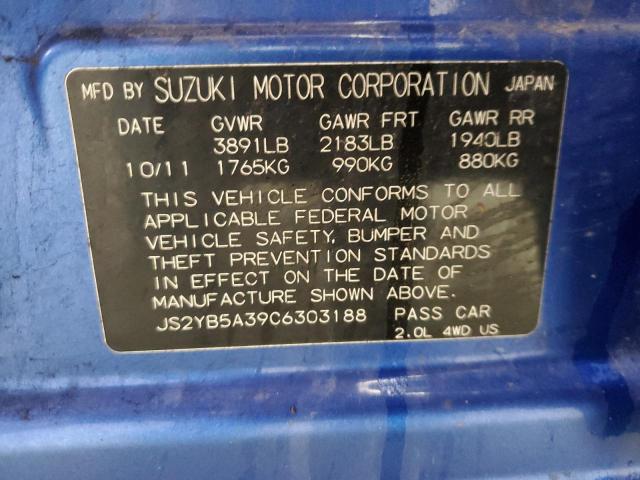 MFD BY SUZUKI MOTOR CORPORATION JAPAN
DATE GVWR GAWR FRT GAWR RR
3891LB 2183LB 1940LB
10/11 1765KG 990KG 880KG
THIS VEHICLE CONFORMS TO ALL
APPLICABLE FEDERAL MOTOR
VEHICLE SAFETY, BUMPER AND
THEFT PREVENTION STANDARDS
IN EFFECT ON THE DATE OF
MANUFACTURE SHOWN ABOVE.
JS2YB5A39C6303188 PASS CAR
2.0L 4WD US